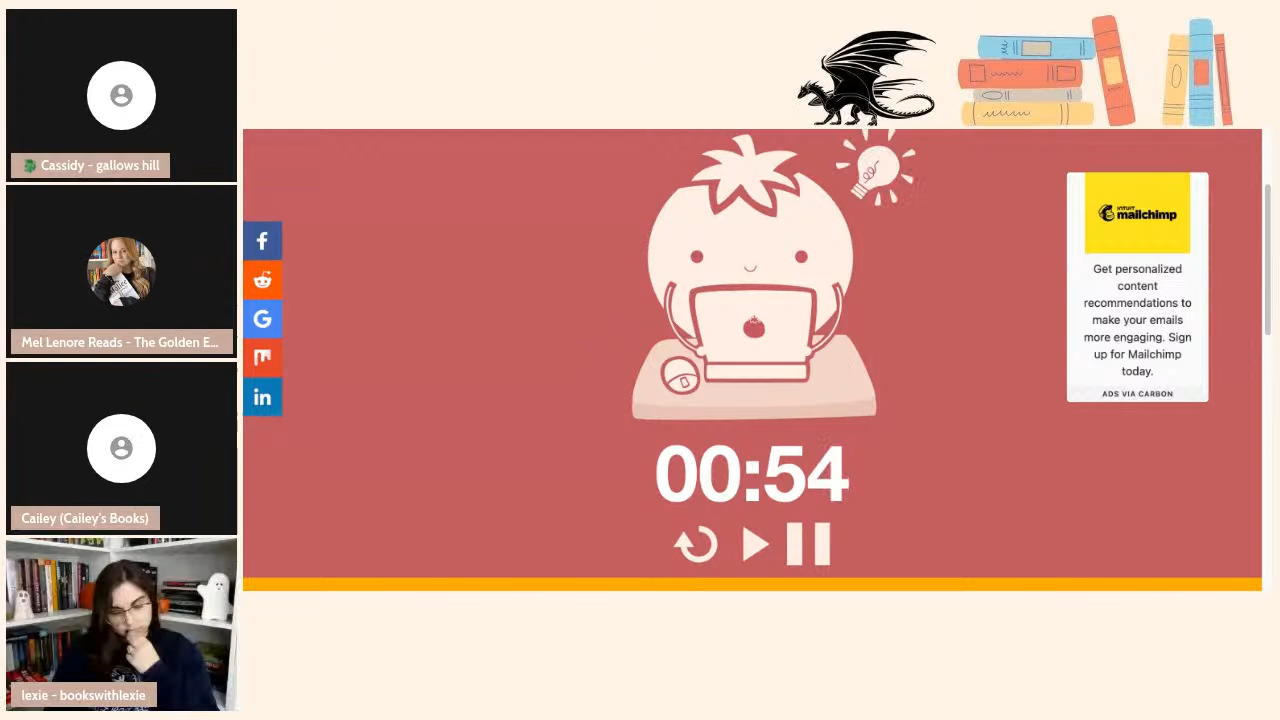 Cassidy - gallows hill
Mel Lenore Reads - The Golden E...
Cailey (Cailey's Books)
lexie - bookswithlexie
00:54
INTUIT
mailchimp
Get personalized
content
recommendations to
make your emails
more engaging. Sign
up for Mailchimp
today.
ADS VIA CARBON